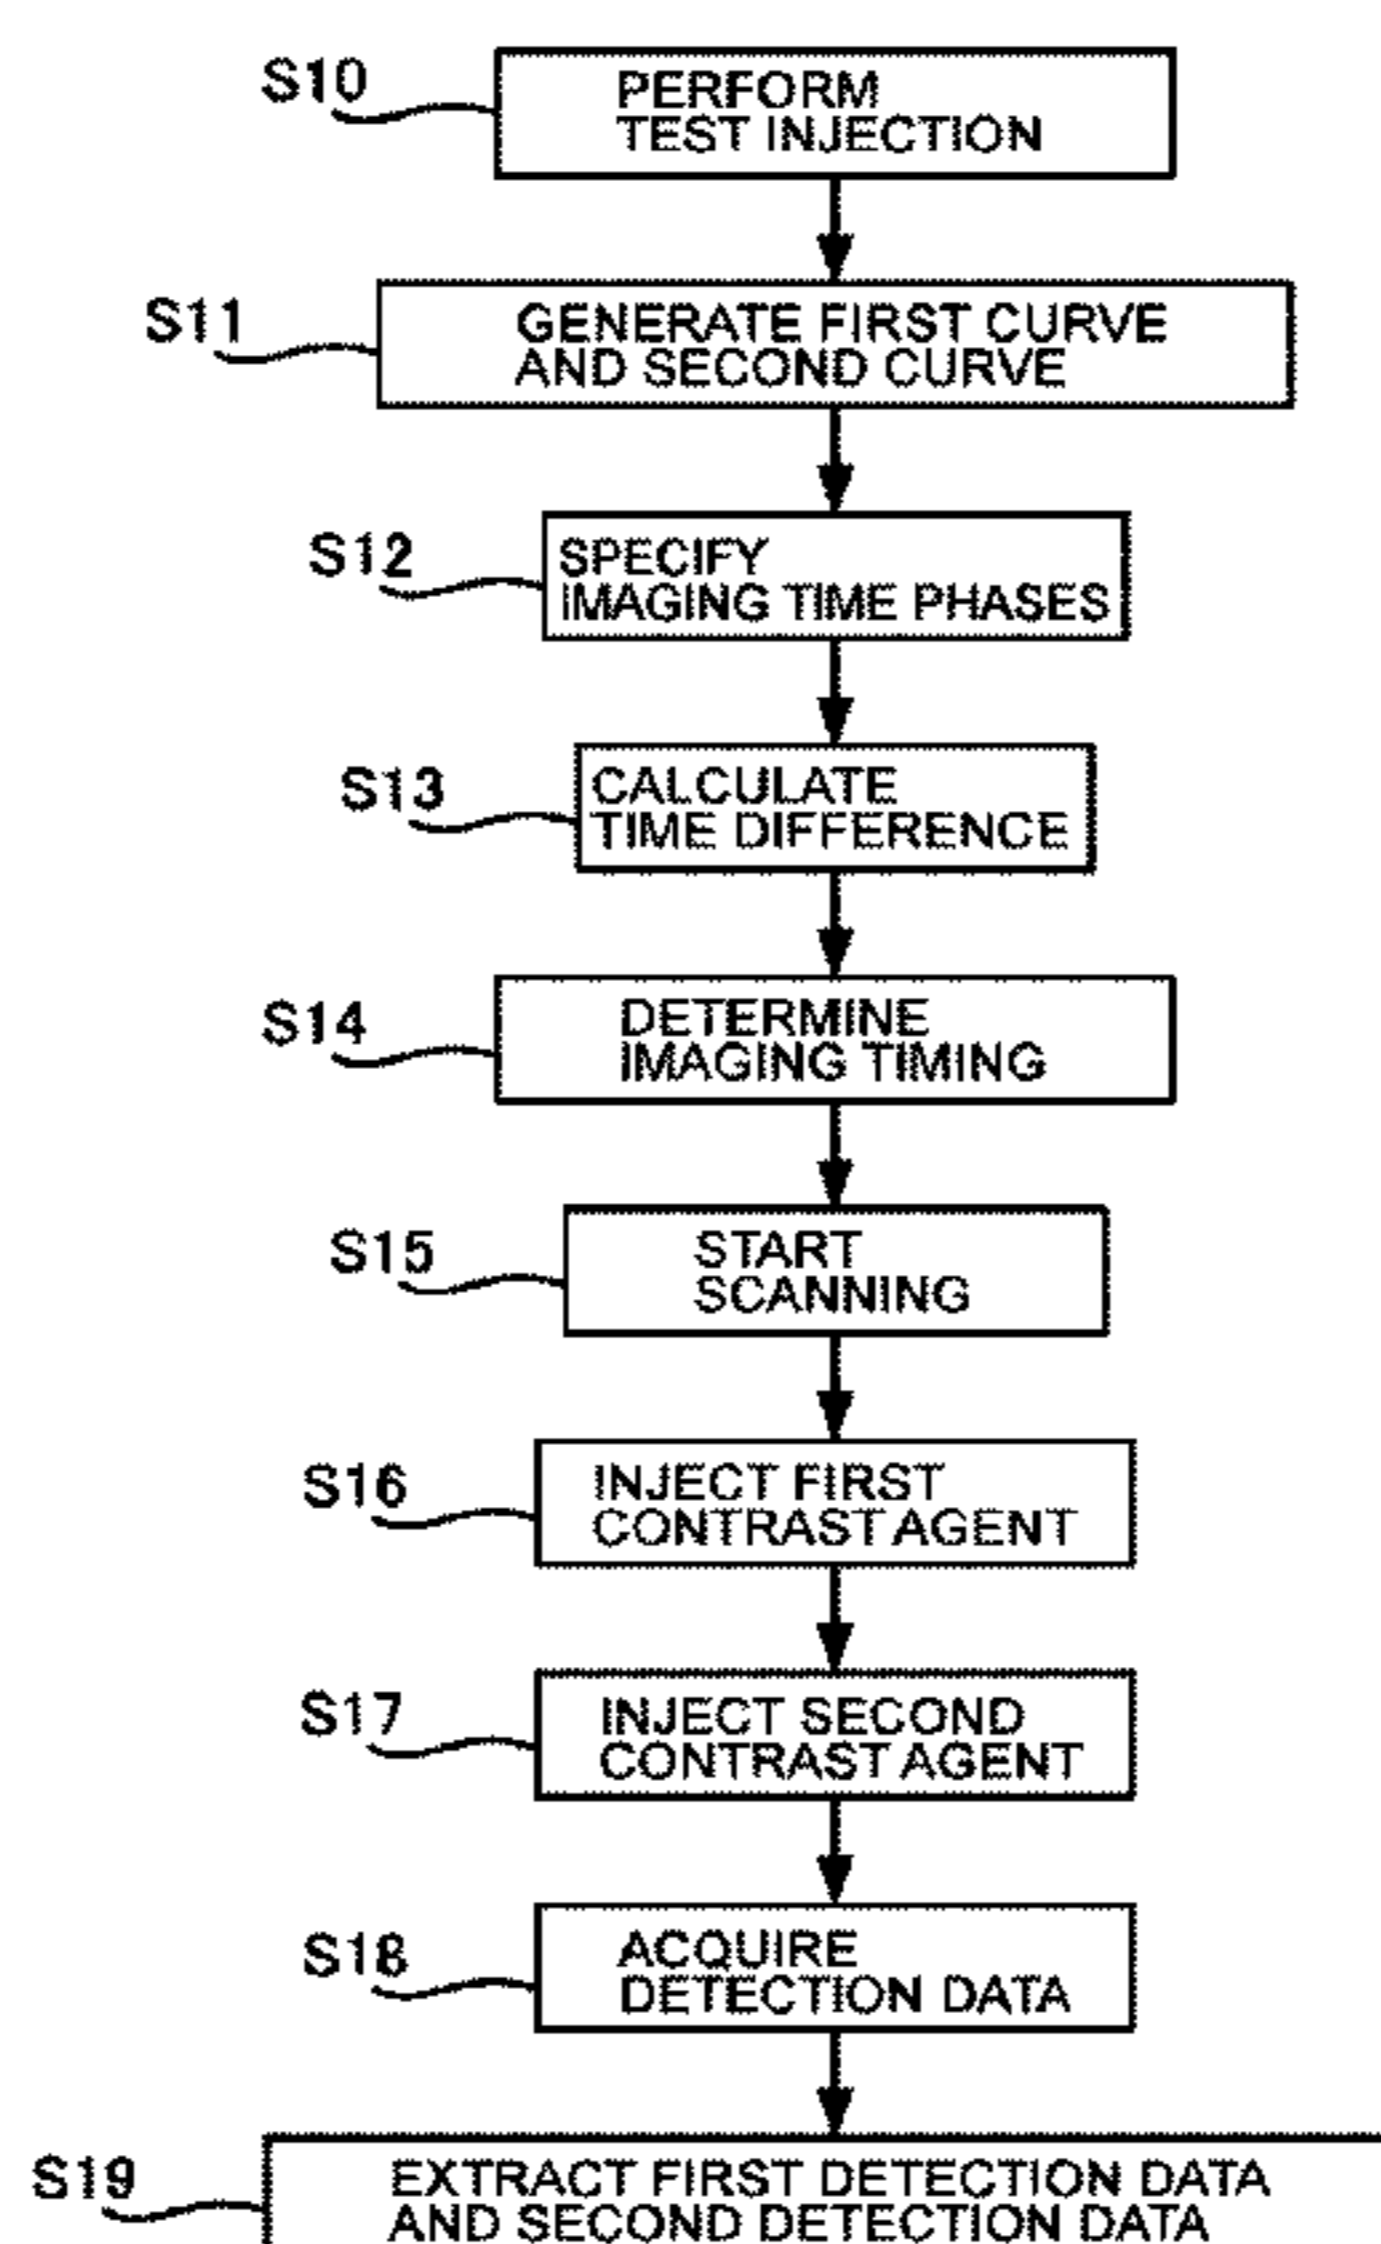 S10
PERFORM
TEST INJECTION
S11
GENERATE FIRST CURVE
AND SECOND CURVE
S12
SPECIFY
IMAGING TIME PHASES
S13
CALCULATE
TIME DIFFERENCE
S14
DETERMINE
IMAGING TIMING
S15
START
SCANNING
S16
INJECT FIRST
CONTRAST AGENT
S17
INJECT SECOND
CONTRAST AGENT
S18
ACQUIRE
DETECTION DATA
S19
EXTRACT FIRST DETECTION DATA
AND SECOND DETECTION DATA